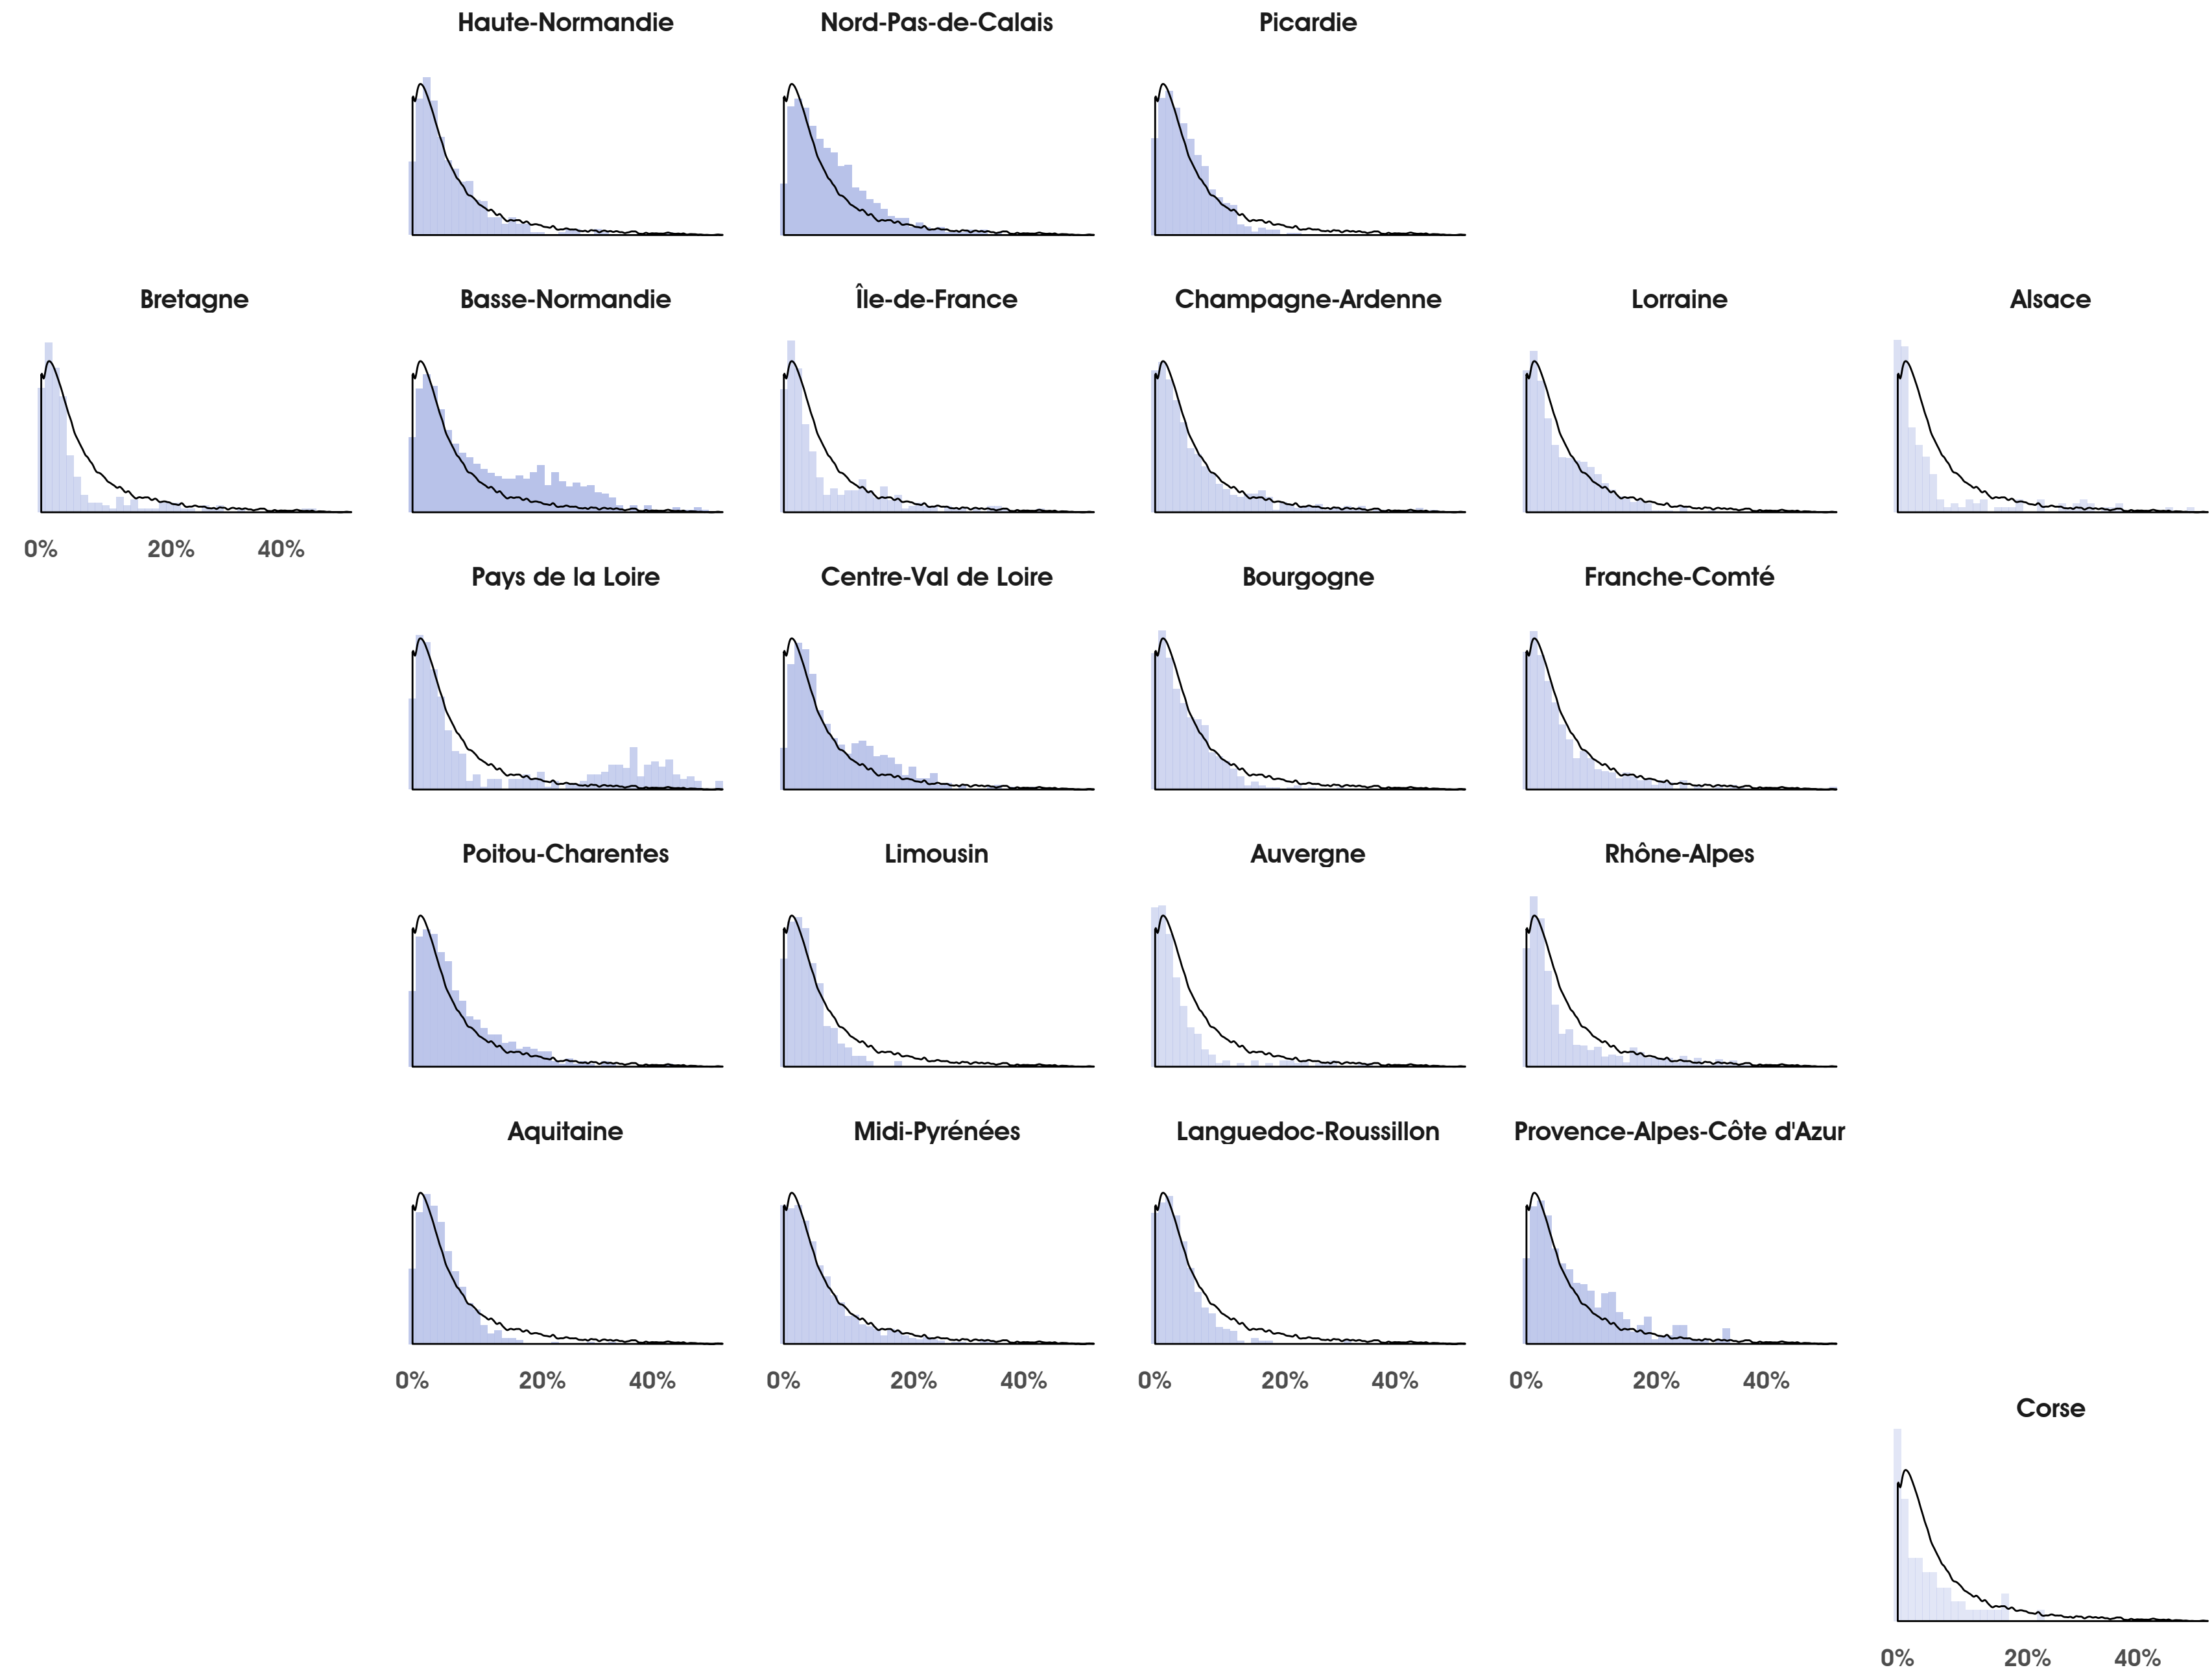 Haute-Normandie Nord-Pas-de-Calais Picardie
Bretagne Basse-Normandie Île-de-France Champagne-Ardenne Lorraine Alsace
0% 20% 40%
Pays de la Loire Centre-Val de Loire Bourgogne Franche-Comté
Poitou-Charentes Limousin Auvergne Rhône-Alpes
Aquitaine Midi-Pyrénées Languedoc-Roussillon Provence-Alpes-Côte d'Azur
0% 20% 40% 0% 20% 40% 0% 20% 40% 0% 20% 40%
Corse
0% 20% 40%